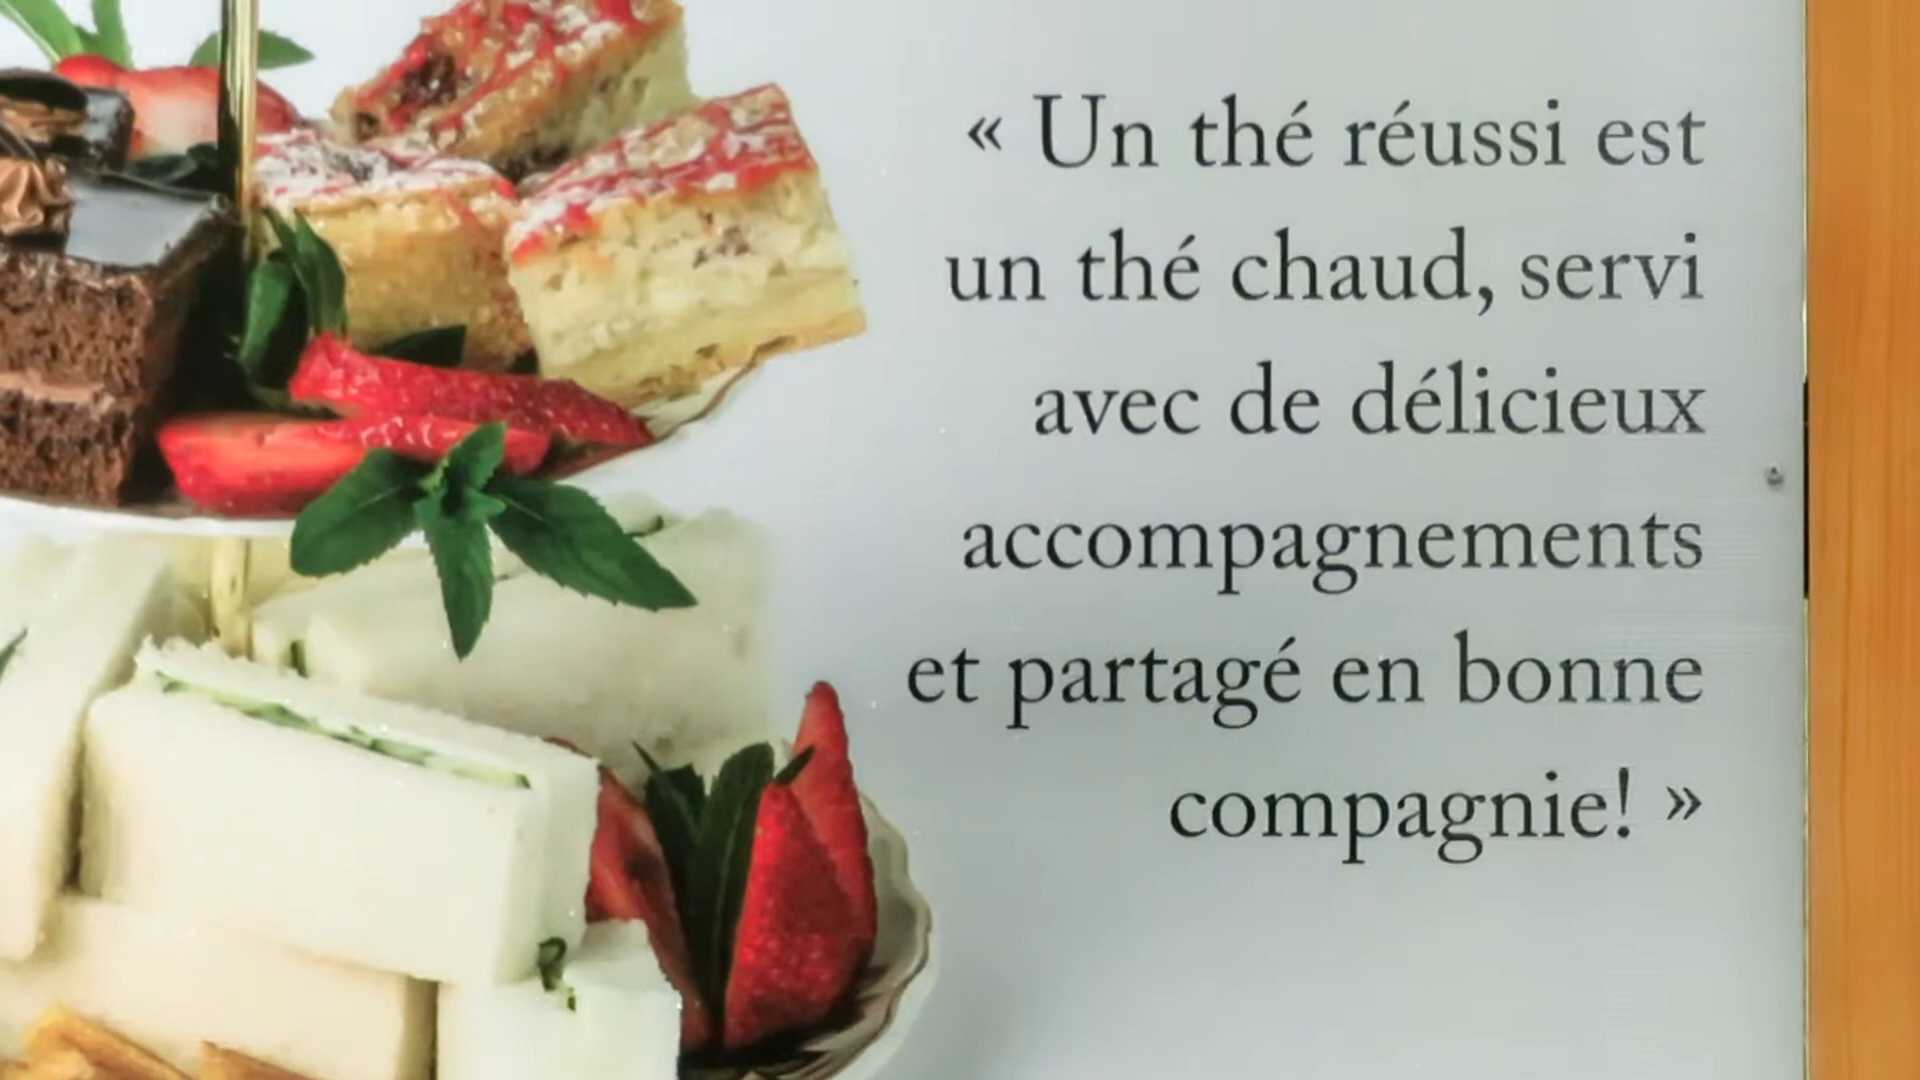 « Un thé réussi est
un thé chaud, servi
avec de délicieux
accompagnements
et partagé en bonne
compagnie! »